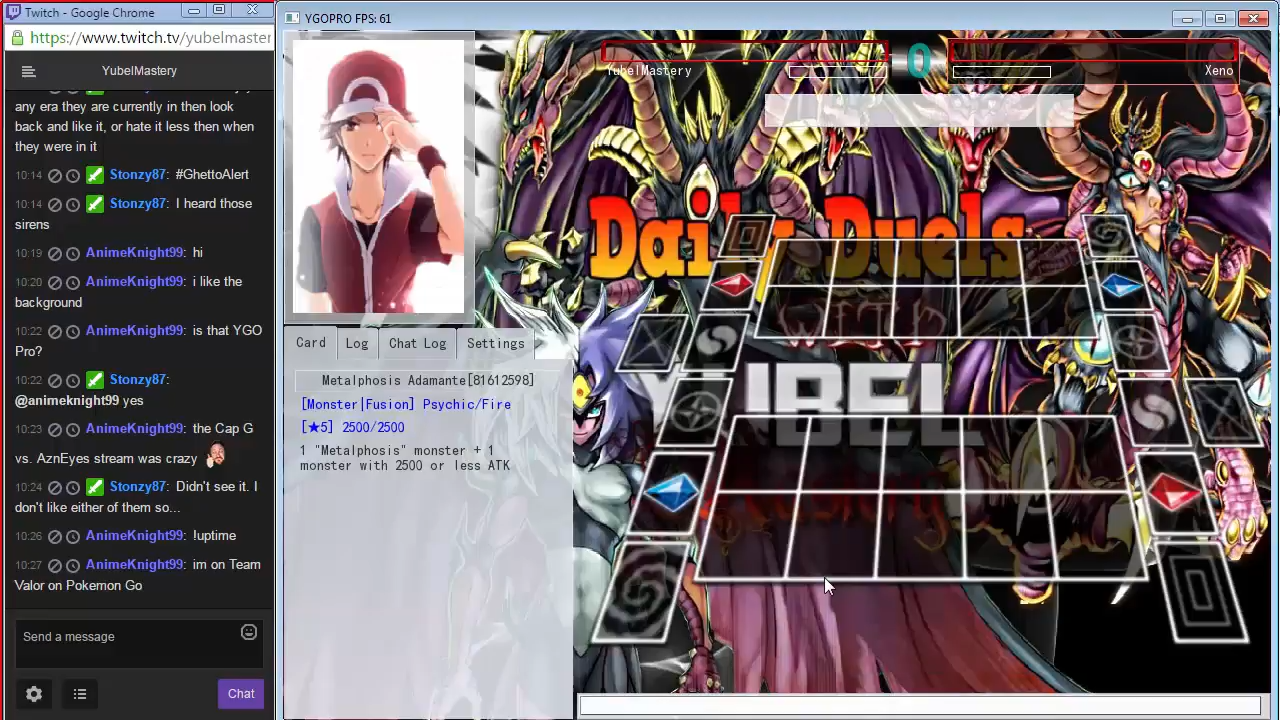 Twitch - Google Chrome
https://www.twitch.tv/yubelmaster
YubelMastery
any era they are currently in then look
back and like it, or hate it less then when
they were in it
10:14 Stonzy87: #GhettoAlert
10:14 Stonzy87: I heard those
sirens
10:19 AnimeKnight99: hi
10:20 AnimeKnight99: i like the
background
10:22 AnimeKnight99: is that YGO
Pro?
10:22 Stonzy87:
@animeknight99 yes
10:23 AnimeKnight99: the Cap G
vs. AznEyes stream was crazy
10:24 Stonzy87: Didn't see it. I
don't like either of them so...
10:26 AnimeKnight99: !uptime
10:27 AnimeKnight99: im on Team
Valor on Pokemon Go
Send a message
Chat
YGOPRO FPS: 61
YubelMastery
0
Xeno
Card
Log
Chat Log
Settings
Metalphosis Adamante[81612598]
[Monster|Fusion] Psychic/Fire
[★5] 2500/2500
1 "Metalphosis" monster + 1
monster with 2500 or less ATK
Daily Duels
WITH
YUBEL
Mastery